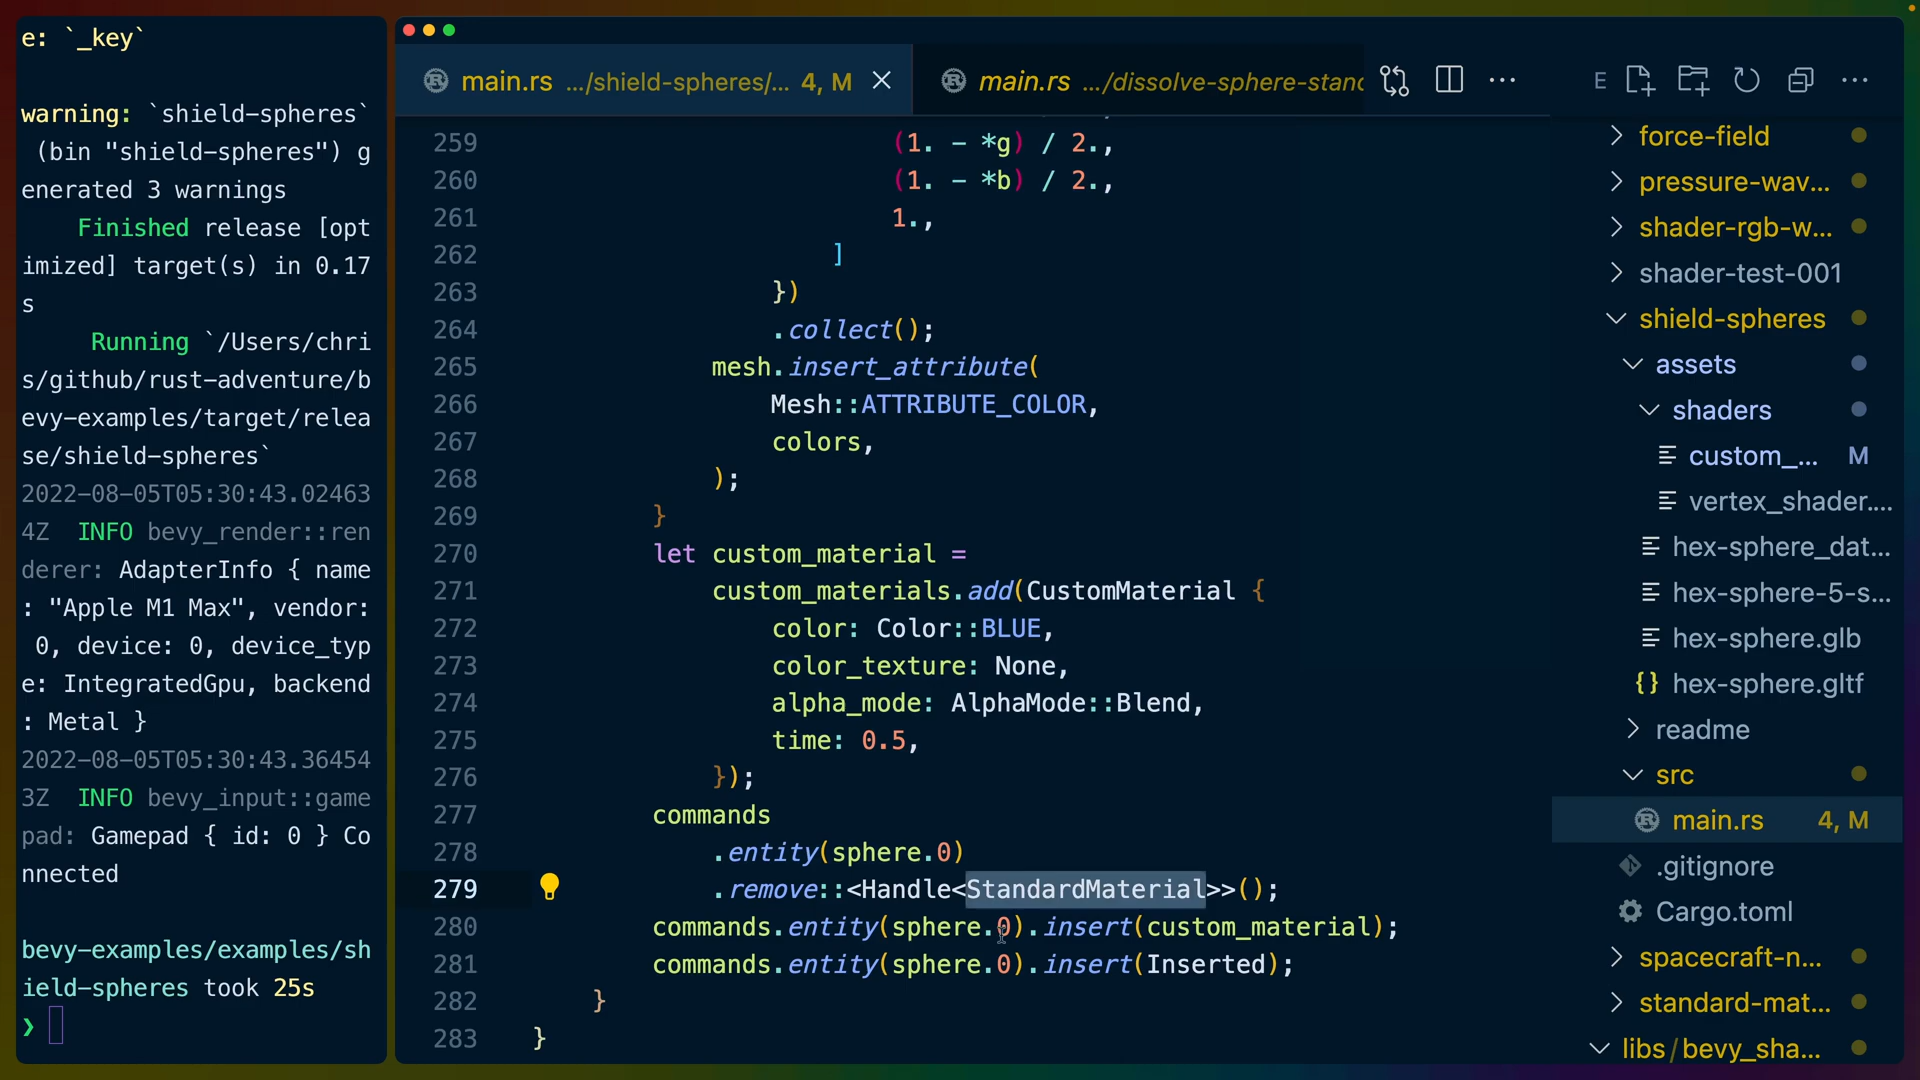 e: `_key`
warning: `shield-spheres`
(bin "shield-spheres") g
enerated 3 warnings
Finished release [opt
imized] target(s) in 0.17
s
Running `/Users/chri
s/github/rust-adventure/b
evy-examples/target/relea
se/shield-spheres`
2022-08-05T05:30:43.02463
4Z INFO bevy_render::ren
derer: AdapterInfo { name
: "Apple M1 Max", vendor:
0, device: 0, device_typ
e: IntegratedGpu, backend
: Metal }
2022-08-05T05:30:43.36454
3Z INFO bevy_input::game
pad: Gamepad { id: 0 } Co
nnected
bevy-examples/examples/sh
ield-spheres took 25s
❯
main.rs .../shield-spheres/... 4, M
main.rs .../dissolve-sphere-stand
259 (1. - *g) / 2.,
260 (1. - *b) / 2.,
261 1.,
262 ]
263 })
264 .collect();
265 mesh.insert_attribute(
266 Mesh::ATTRIBUTE_COLOR,
267 colors,
268 );
269 }
270 let custom_material =
271 custom_materials.add(CustomMaterial {
272 color: Color::BLUE,
273 color_texture: None,
274 alpha_mode: AlphaMode::Blend,
275 time: 0.5,
276 });
277 commands
278 .entity(sphere.0)
279 .remove::<Handle<StandardMaterial>>();
280 commands.entity(sphere.0).insert(custom_material);
281 commands.entity(sphere.0).insert(Inserted);
282 }
283 }
E
force-field
pressure-wav...
shader-rgb-w...
shader-test-001
shield-spheres
assets
shaders
custom_... M
vertex_shader....
hex-sphere_dat...
hex-sphere-5-s...
hex-sphere.glb
{} hex-sphere.gltf
readme
src
main.rs 4, M
.gitignore
Cargo.toml
spacecraft-n...
standard-mat...
libs/bevy_sha...